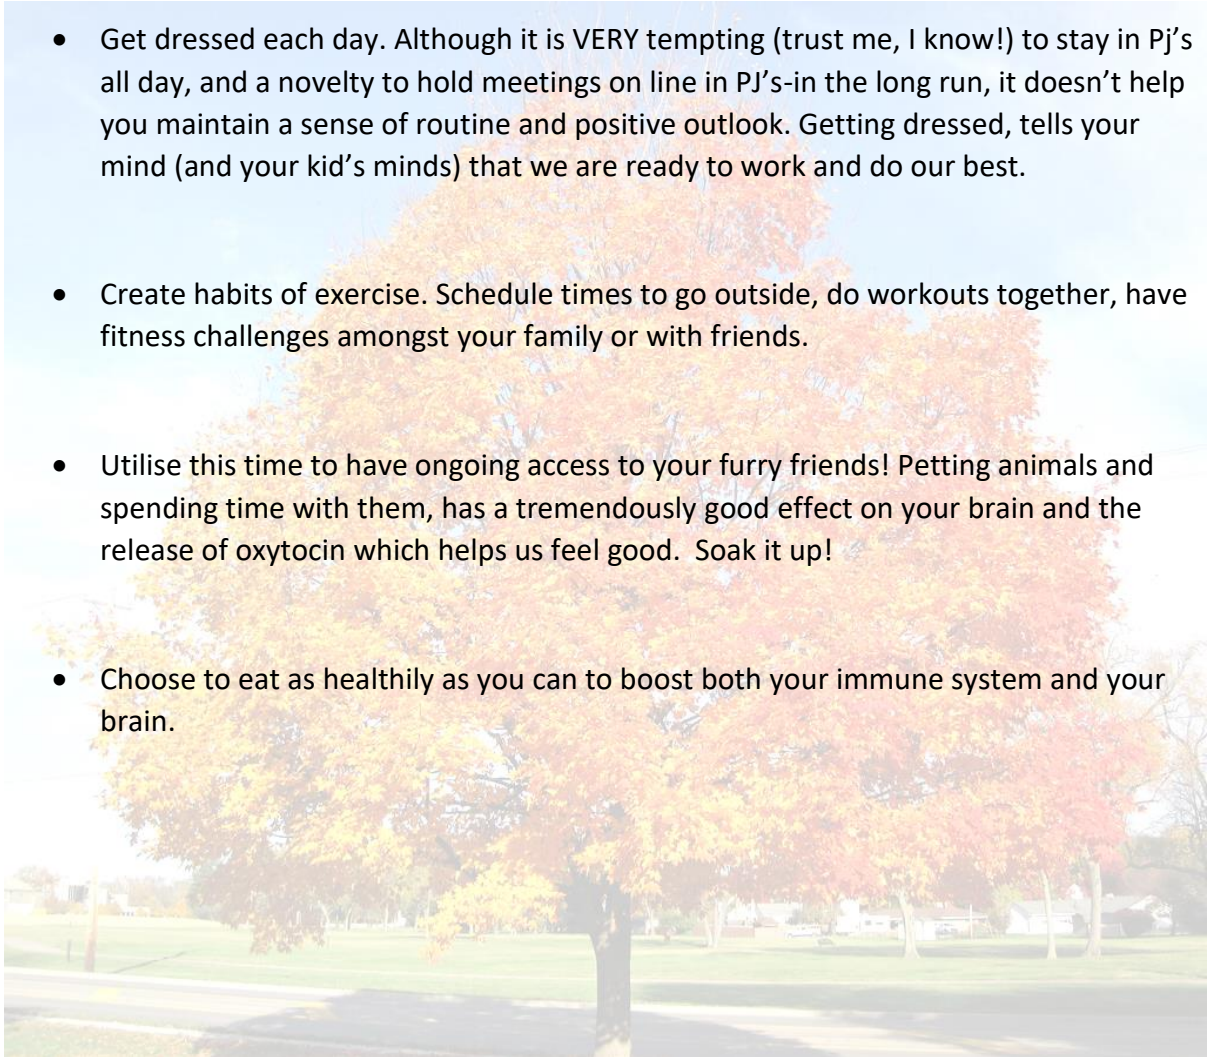 • Get dressed each day. Although it is VERY tempting (trust me, I know!) to stay in Pj’s
all day, and a novelty to hold meetings on line in PJ’s-in the long run, it doesn’t help
you maintain a sense of routine and positive outlook. Getting dressed, tells your
mind (and your kid’s minds) that we are ready to work and do our best.
• Create habits of exercise. Schedule times to go outside, do workouts together, have
fitness challenges amongst your family or with friends.
• Utilise this time to have ongoing access to your furry friends! Petting animals and
spending time with them, has a tremendously good effect on your brain and the
release of oxytocin which helps us feel good.  Soak it up!
• Choose to eat as healthily as you can to boost both your immune system and your
brain.